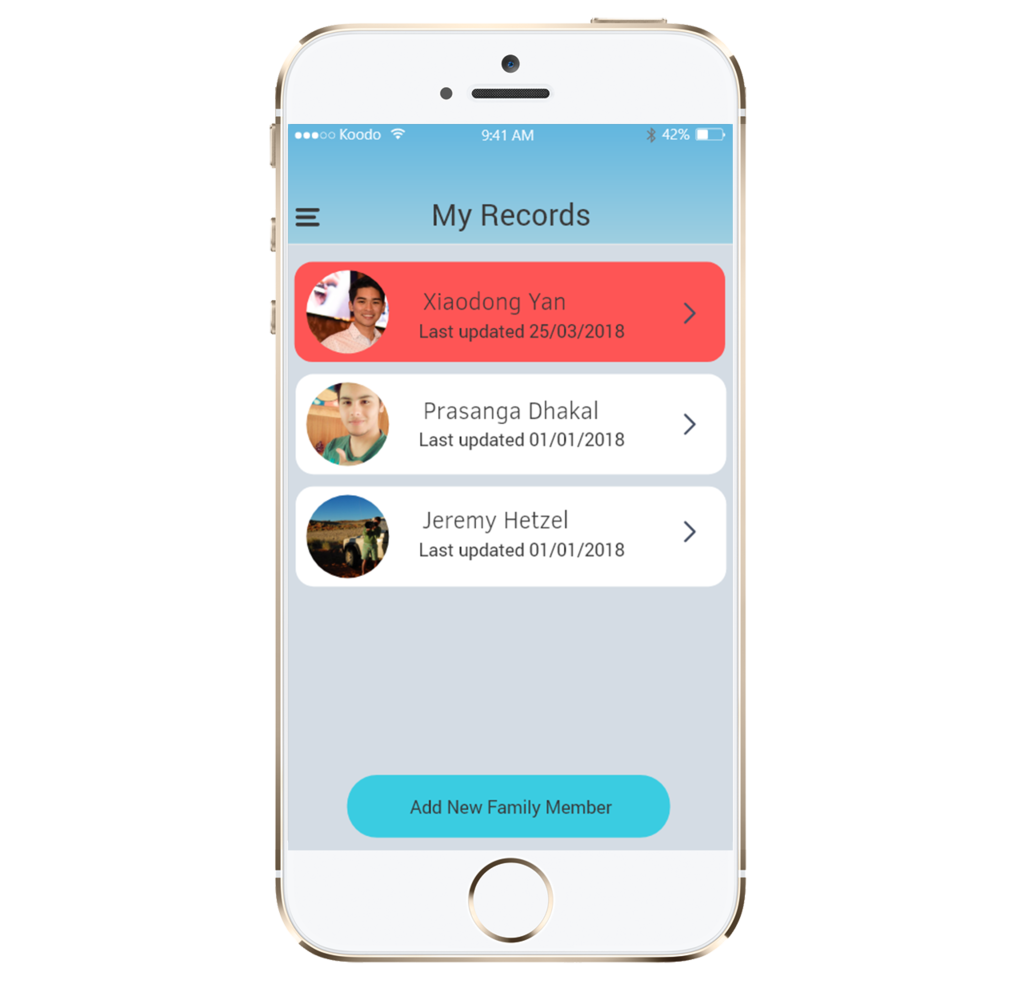 Koodo 9:41 AM 42%
My Records
Xiaodong Yan
Last updated 25/03/2018
Prasanga Dhakal
Last updated 01/01/2018
Jeremy Hetzel
Last updated 01/01/2018
Add New Family Member